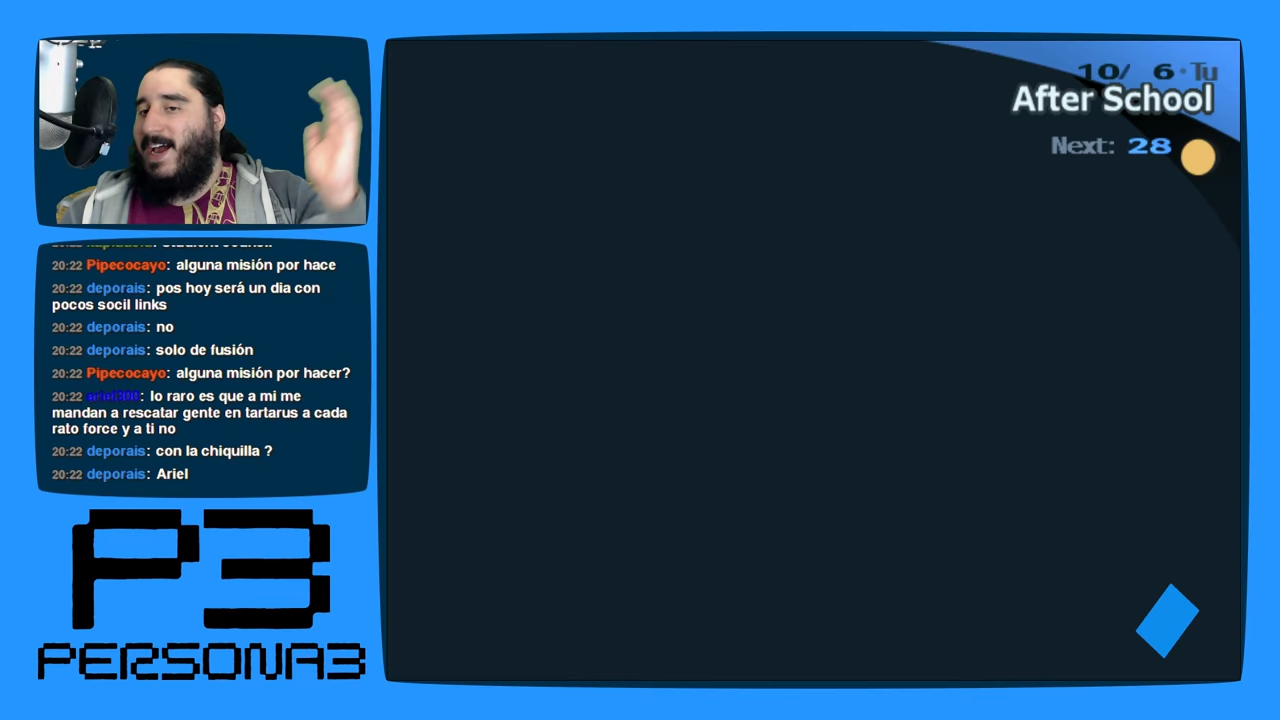 10/ 6・Tu
After School
Next: 28
20:22 Pipecocayo: alguna misión por hace
20:22 deporais: pos hoy será un dia con
pocos socil links
20:22 deporais: no
20:22 deporais: solo de fusión
20:22 Pipecocayo: alguna misión por hacer?
: lo raro es que a mi me
mandan a rescatar gente en tartarus a cada
rato force y a ti no
20:22 deporais: con la chiquilla ?
20:22 deporais: Ariel
P3
PERSONA3